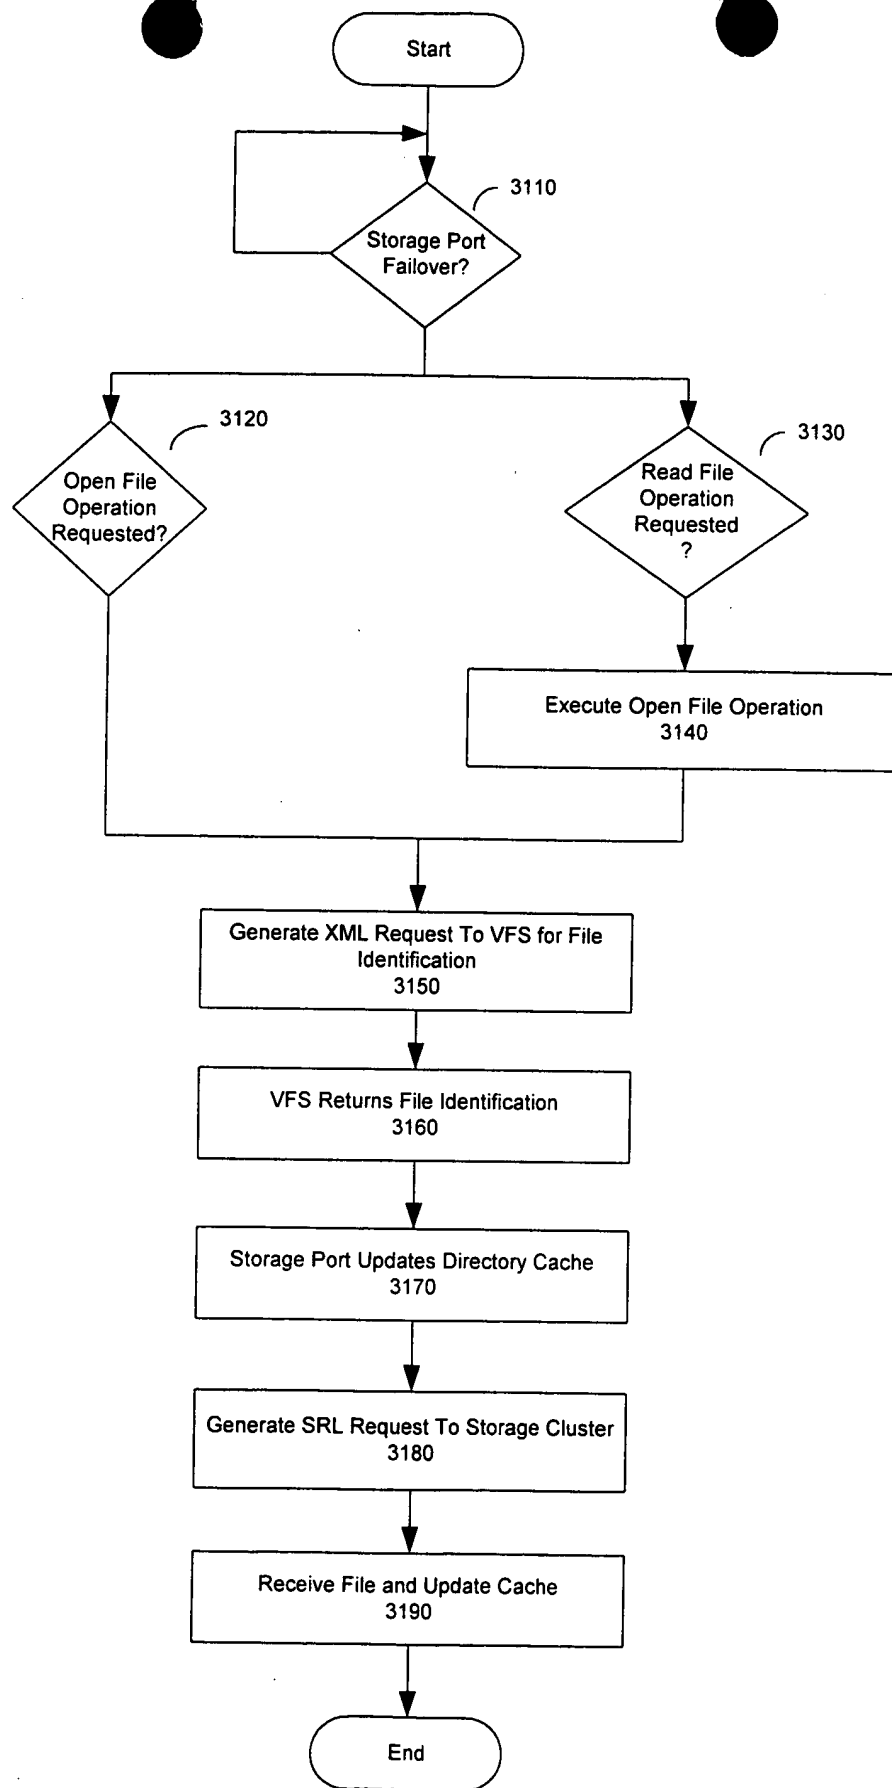 Start
3110
Storage Port
Failover?
3120
3130
Open File
Operation
Requested?
Read File
Operation
Requested
?
Execute Open File Operation
3140
Generate XML Request To VFS for File
Identification
3150
VFS Returns File Identification
3160
Storage Port Updates Directory Cache
3170
Generate SRL Request To Storage Cluster
3180
Receive File and Update Cache
3190
End